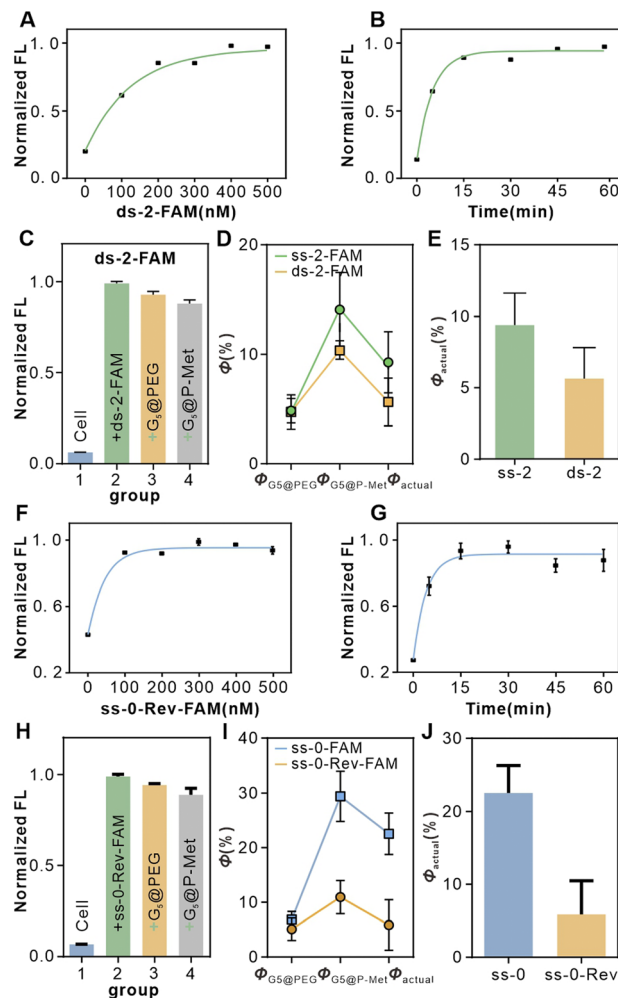 A
Normalized FL
1. 0
0. 5
0. 0
0 100 200 300 400 500
ds-2-FAM(nM)
B
Normalized FL
1. 0
0. 5
0. 0
0 15 30 45 60
Time(min)
C
ds-2-FAM
Normalized FL
1.0
0.5
0.0
Cell
+ds-2-FAM
+G5@PEG
+G5@P-Met
1 2 3 4
group
D
ss-2-FAM
ds-2-FAM
Φ(%)
20
10
0
ΦG5@PEG ΦG5@P-Met Φactual
E
Φactual(%)
15
10
5
0
ss-2 ds-2
F
Normalized FL
1. 0
0. 6
0. 2
0 100 200 300 400 500
ss-0-Rev-FAM(nM)
G
Normalized FL
1. 0
0. 6
0. 2
0 15 30 45 60
Time(min)
H
Normalized FL
1.0
0.5
0.0
Cell
+ss-0-Rev-FAM
+G5@PEG
+G5@P-Met
1 2 3 4
group
I
ss-0-FAM
ss-0-Rev-FAM
Φ(%)
50
40
30
20
10
0
ΦG5@PEG ΦG5@P-Met Φactual
J
Φactual(%)
30
20
10
0
ss-0 ss-0-Rev